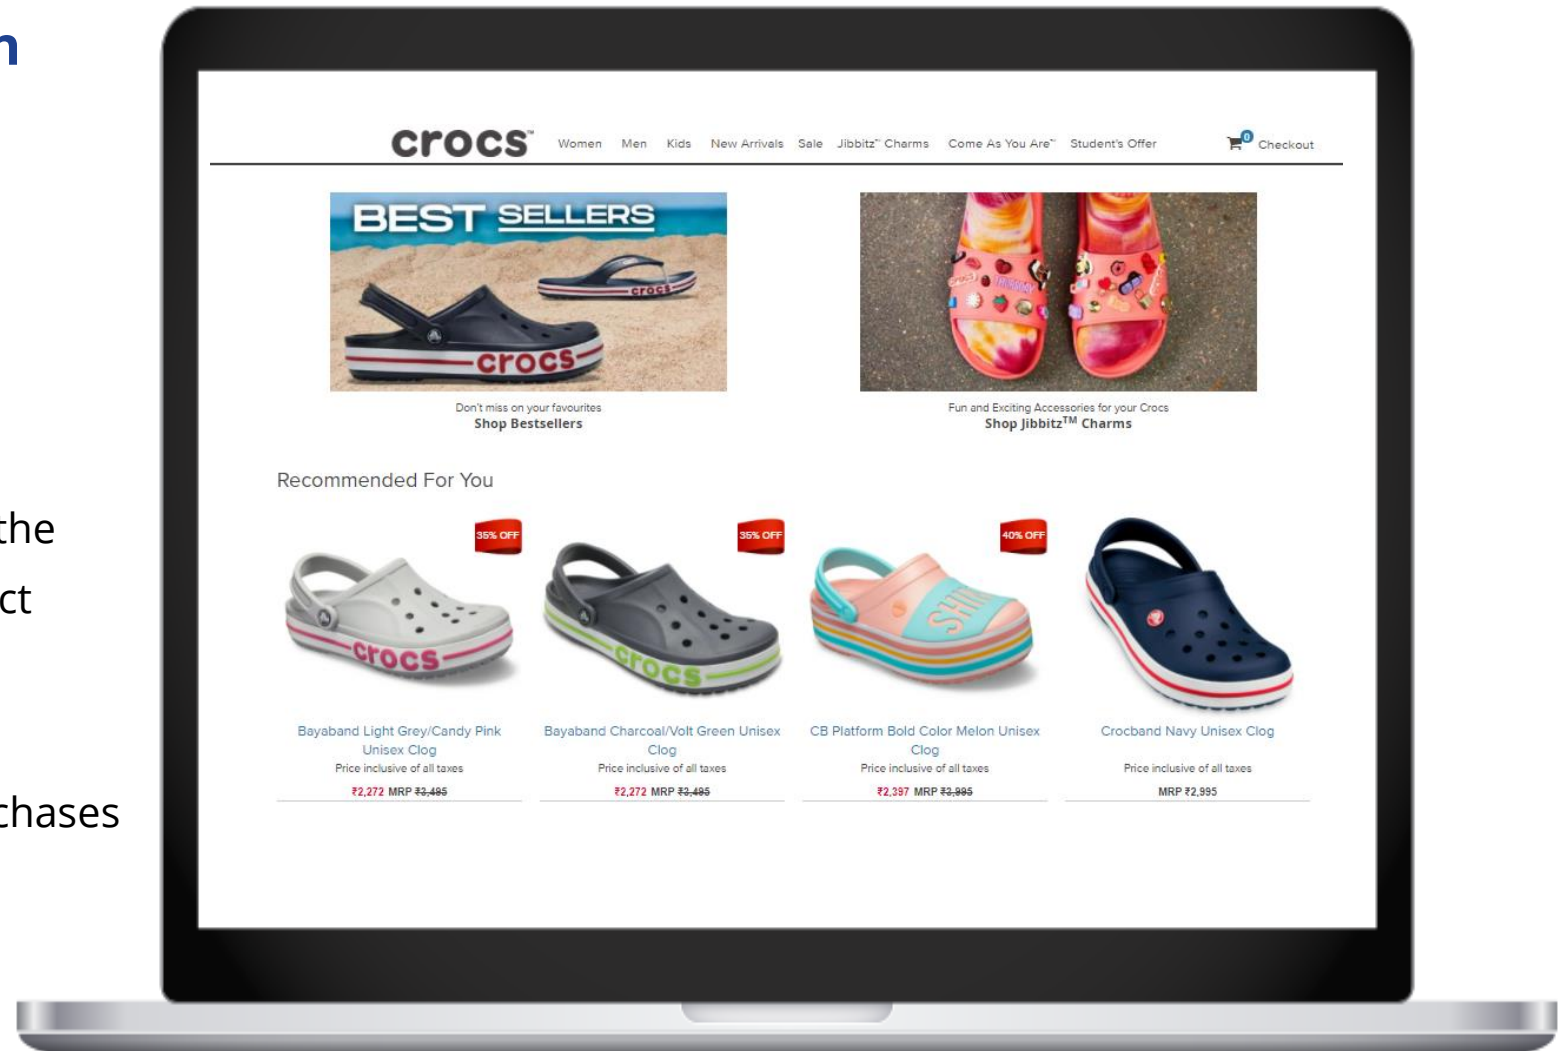 n
the
ct
chases
crocs™
Women Men Kids New Arrivals Sale Jibbitz™ Charms Come As You Are™ Student's Offer 0 Checkout
BEST SELLERS
crocs
crocs
Don't miss on your favourites
Shop Bestsellers
Fun and Exciting Accessories for your Crocs
Shop Jibbitz™ Charms
Recommended For You
35% OFF
35% OFF
40% OFF
crocs
crocs
Bayaband Light Grey/Candy Pink
Unisex Clog
Price inclusive of all taxes
₹2,272 MRP ₹3,495
Bayaband Charcoal/Volt Green Unisex
Clog
Price inclusive of all taxes
₹2,272 MRP ₹3,495
CB Platform Bold Color Melon Unisex
Clog
Price inclusive of all taxes
₹2,397 MRP ₹3,995
Crocband Navy Unisex Clog
Price inclusive of all taxes
MRP ₹2,995